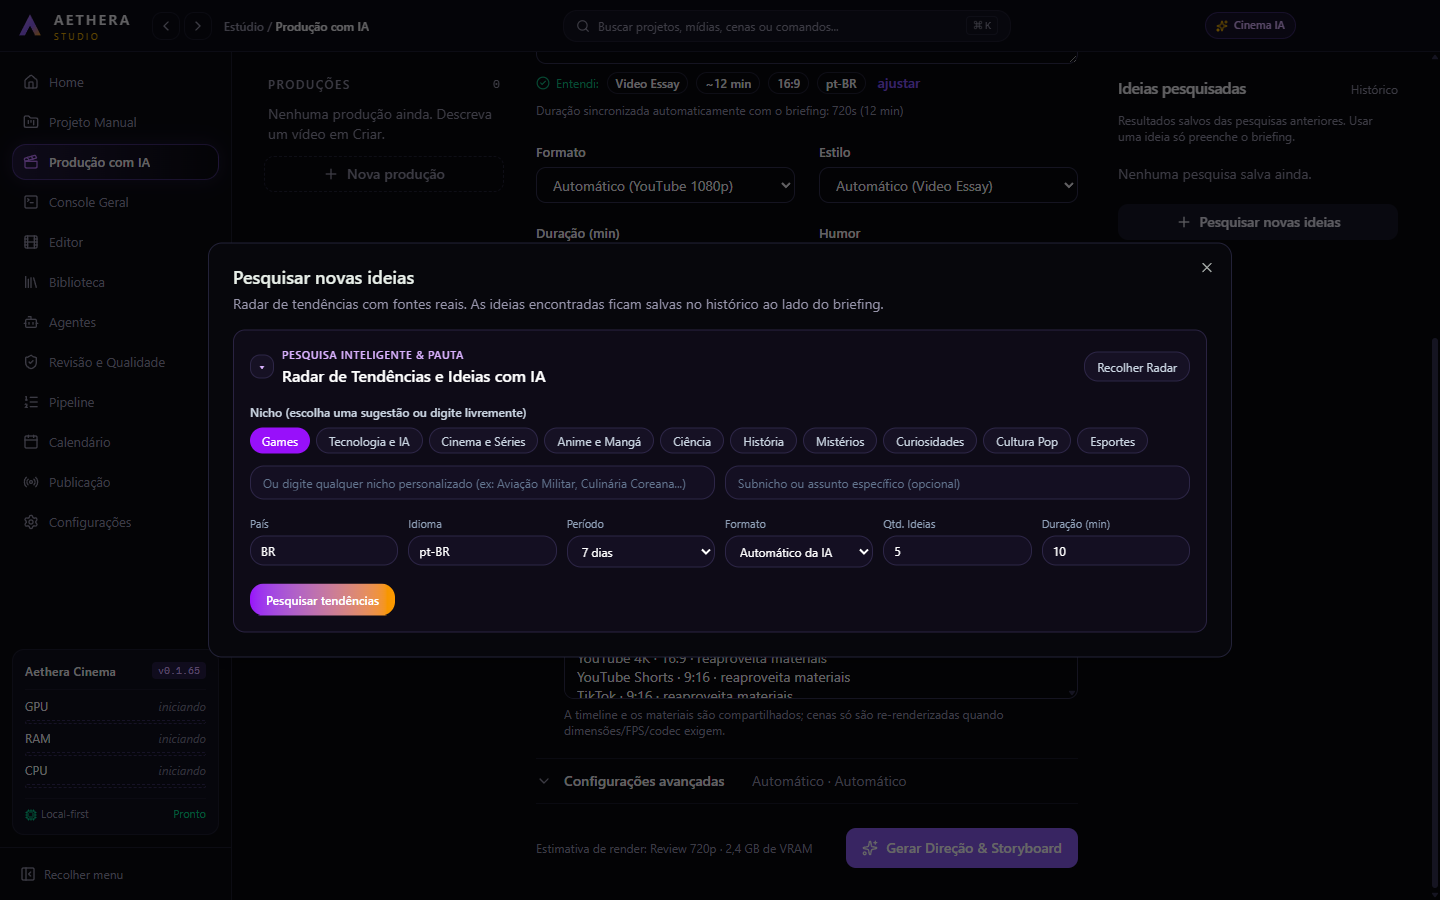 AETHERA
STUDIO
Estúdio / Produção com IA
Buscar projetos, mídias, cenas ou comandos...
⌘ K
Cinema IA
Home
Projeto Manual
Produção com IA
Console Geral
Editor
Biblioteca
Agentes
Revisão e Qualidade
Pipeline
Calendário
Publicação
Configurações
Aethera Cinema
v0.1.65
GPU
iniciando
RAM
iniciando
CPU
iniciando
Local-first
Pronto
Recolher menu
PRODUÇÕES
0
Nenhuma produção ainda. Descreva
um vídeo em Criar.
Nova produção
Entendi:
Video Essay
~12 min
16:9
pt-BR
ajustar
Duração sincronizada automaticamente com o briefing: 720s (12 min)
Formato
Estilo
Automático (YouTube 1080p)
Automático (Video Essay)
Duração (min)
Humor
Ideias pesquisadas
Histórico
Resultados salvos das pesquisas anteriores. Usar
uma ideia só preenche o briefing.
Nenhuma pesquisa salva ainda.
Pesquisar novas ideias
Pesquisar novas ideias
Radar de tendências com fontes reais. As ideias encontradas ficam salvas no histórico ao lado do briefing.
PESQUISA INTELIGENTE & PAUTA
Radar de Tendências e Ideias com IA
Recolher Radar
Nicho (escolha uma sugestão ou digite livremente)
Games
Tecnologia e IA
Cinema e Séries
Anime e Mangá
Ciência
História
Mistérios
Curiosidades
Cultura Pop
Esportes
Ou digite qualquer nicho personalizado (ex: Aviação Militar, Culinária Coreana...)
Subnicho ou assunto específico (opcional)
País
Idioma
Período
Formato
Qtd. Ideias
Duração (min)
BR
pt-BR
7 dias
Automático da IA
5
10
Pesquisar tendências
YouTube 4K · 16:9 · reaproveita materiais
YouTube Shorts · 9:16 · reaproveita materiais
TikTok · 9:16 · reaproveita materiais
A timeline e os materiais são compartilhados; cenas só são re-renderizadas quando
dimensões/FPS/codec exigem.
Configurações avançadas
Automático · Automático
Estimativa de render: Review 720p · 2,4 GB de VRAM
Gerar Direção & Storyboard